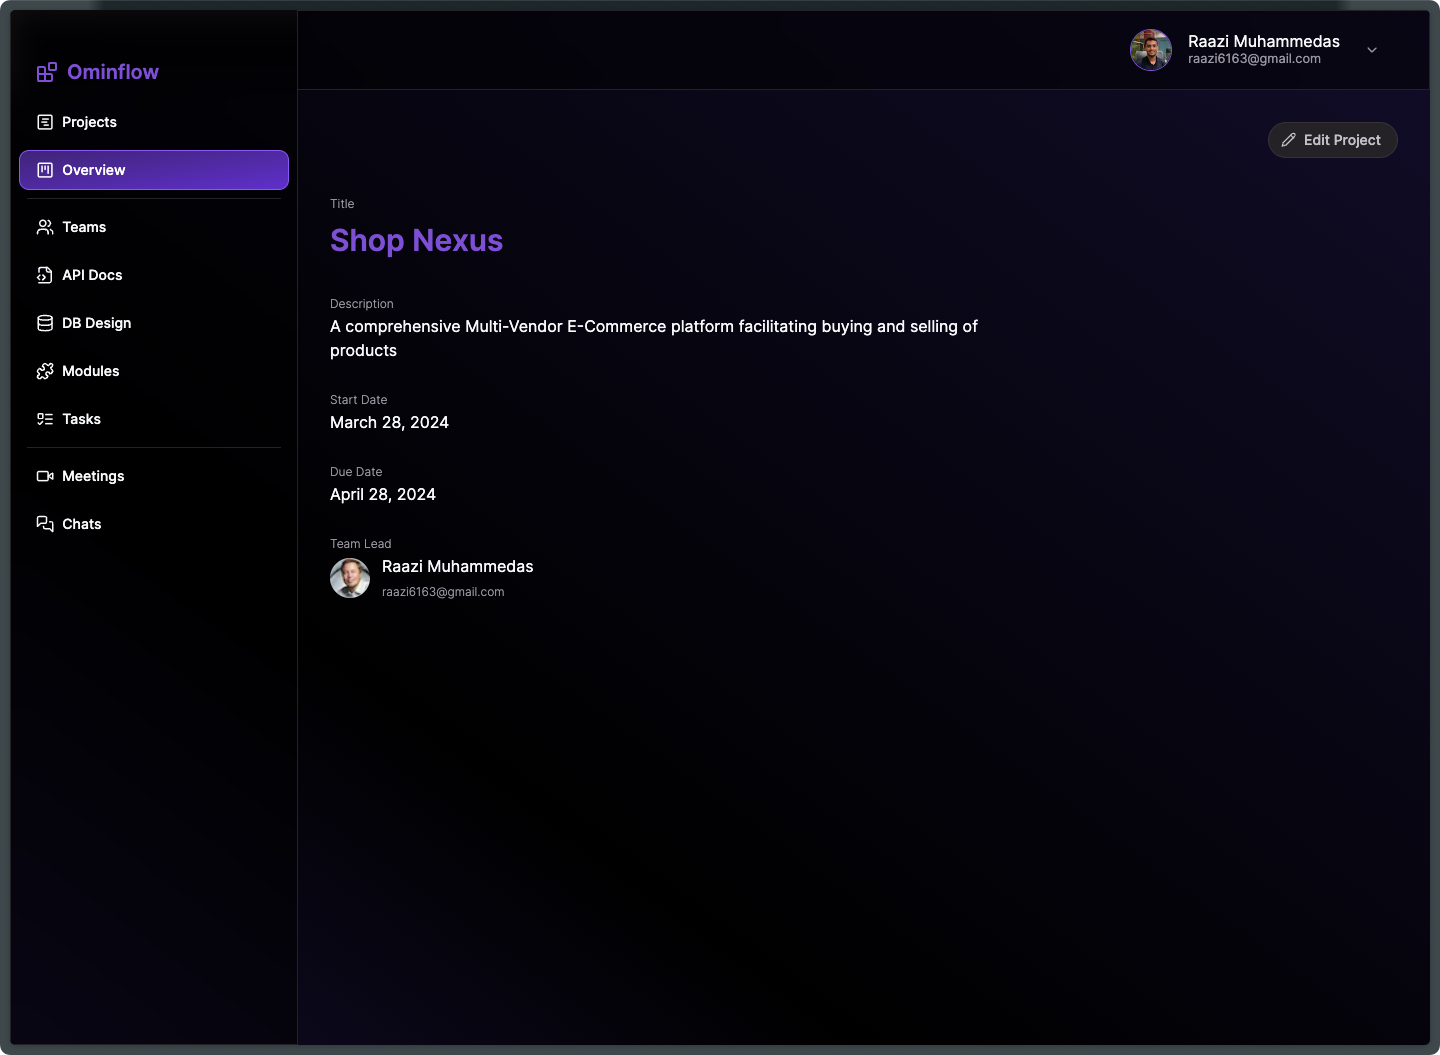 Ominflow
Projects
Overview
Teams
API Docs
DB Design
Modules
Tasks
Meetings
Chats
Raazi Muhammedas
raazi6163@gmail.com
Edit Project
Title
Shop Nexus
Description
A comprehensive Multi-Vendor E-Commerce platform facilitating buying and selling of
products
Start Date
March 28, 2024
Due Date
April 28, 2024
Team Lead
Raazi Muhammedas
raazi6163@gmail.com